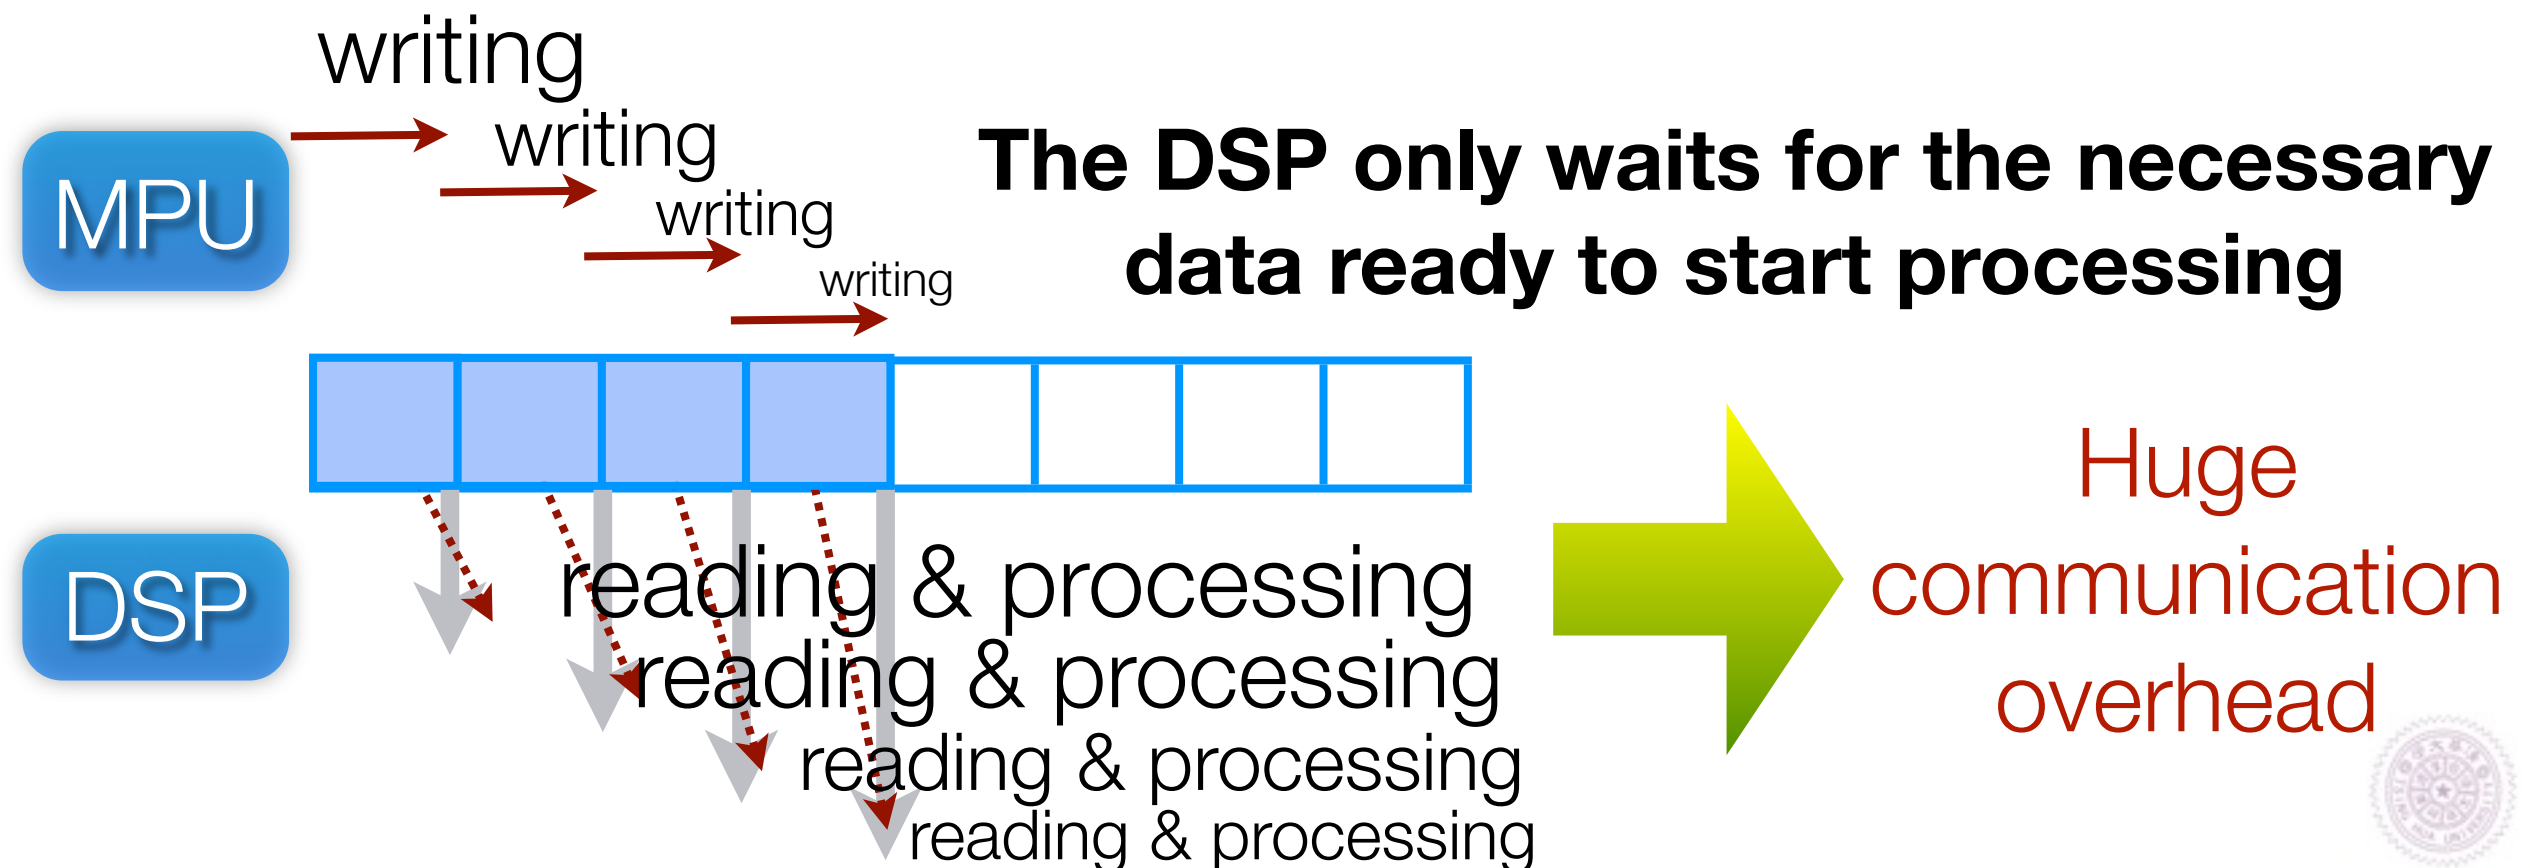 writing
writing
writing
writing
MPU
The DSP only waits for the necessary
data ready to start processing
DSP
reading & processing
reading & processing
reading & processing
reading & processing
Huge
communication
overhead